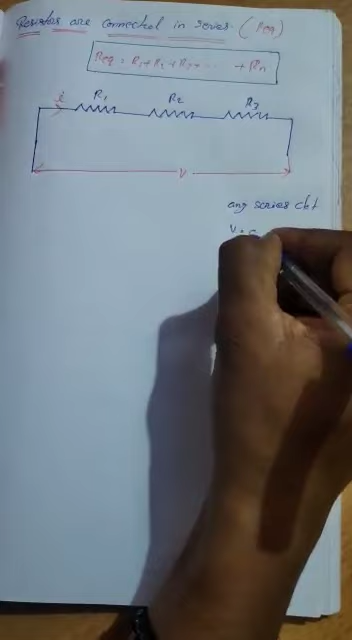 Resistors are connected in series. (Req)
Req = R1+R2+R3+ ...... + Rn
i R1 R2 R3
V
any series ckt